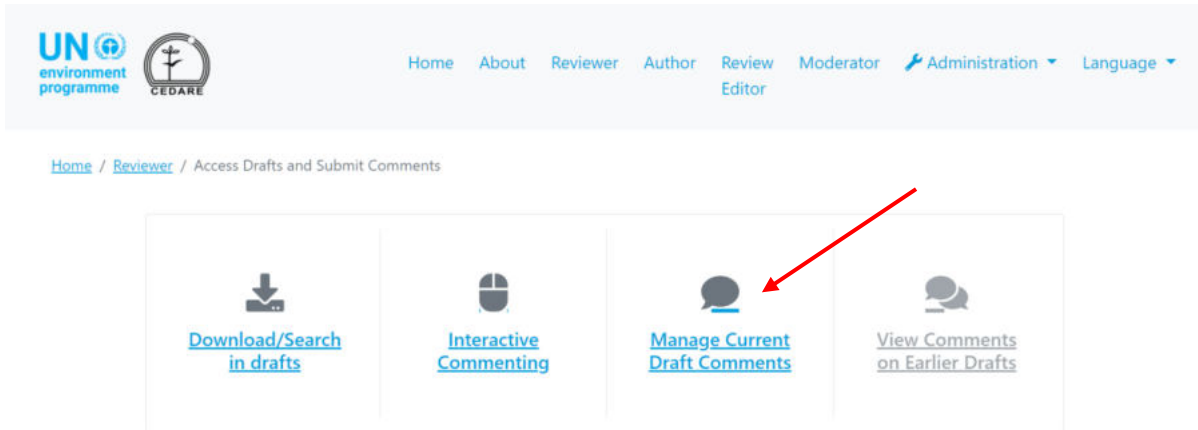 UN
environment
programme
CEDARE
Home About Reviewer Author Review Editor Moderator Administration Language
Home / Reviewer / Access Drafts and Submit Comments
Download/Search
in drafts
Interactive
Commenting
Manage Current
Draft Comments
View Comments
on Earlier Drafts